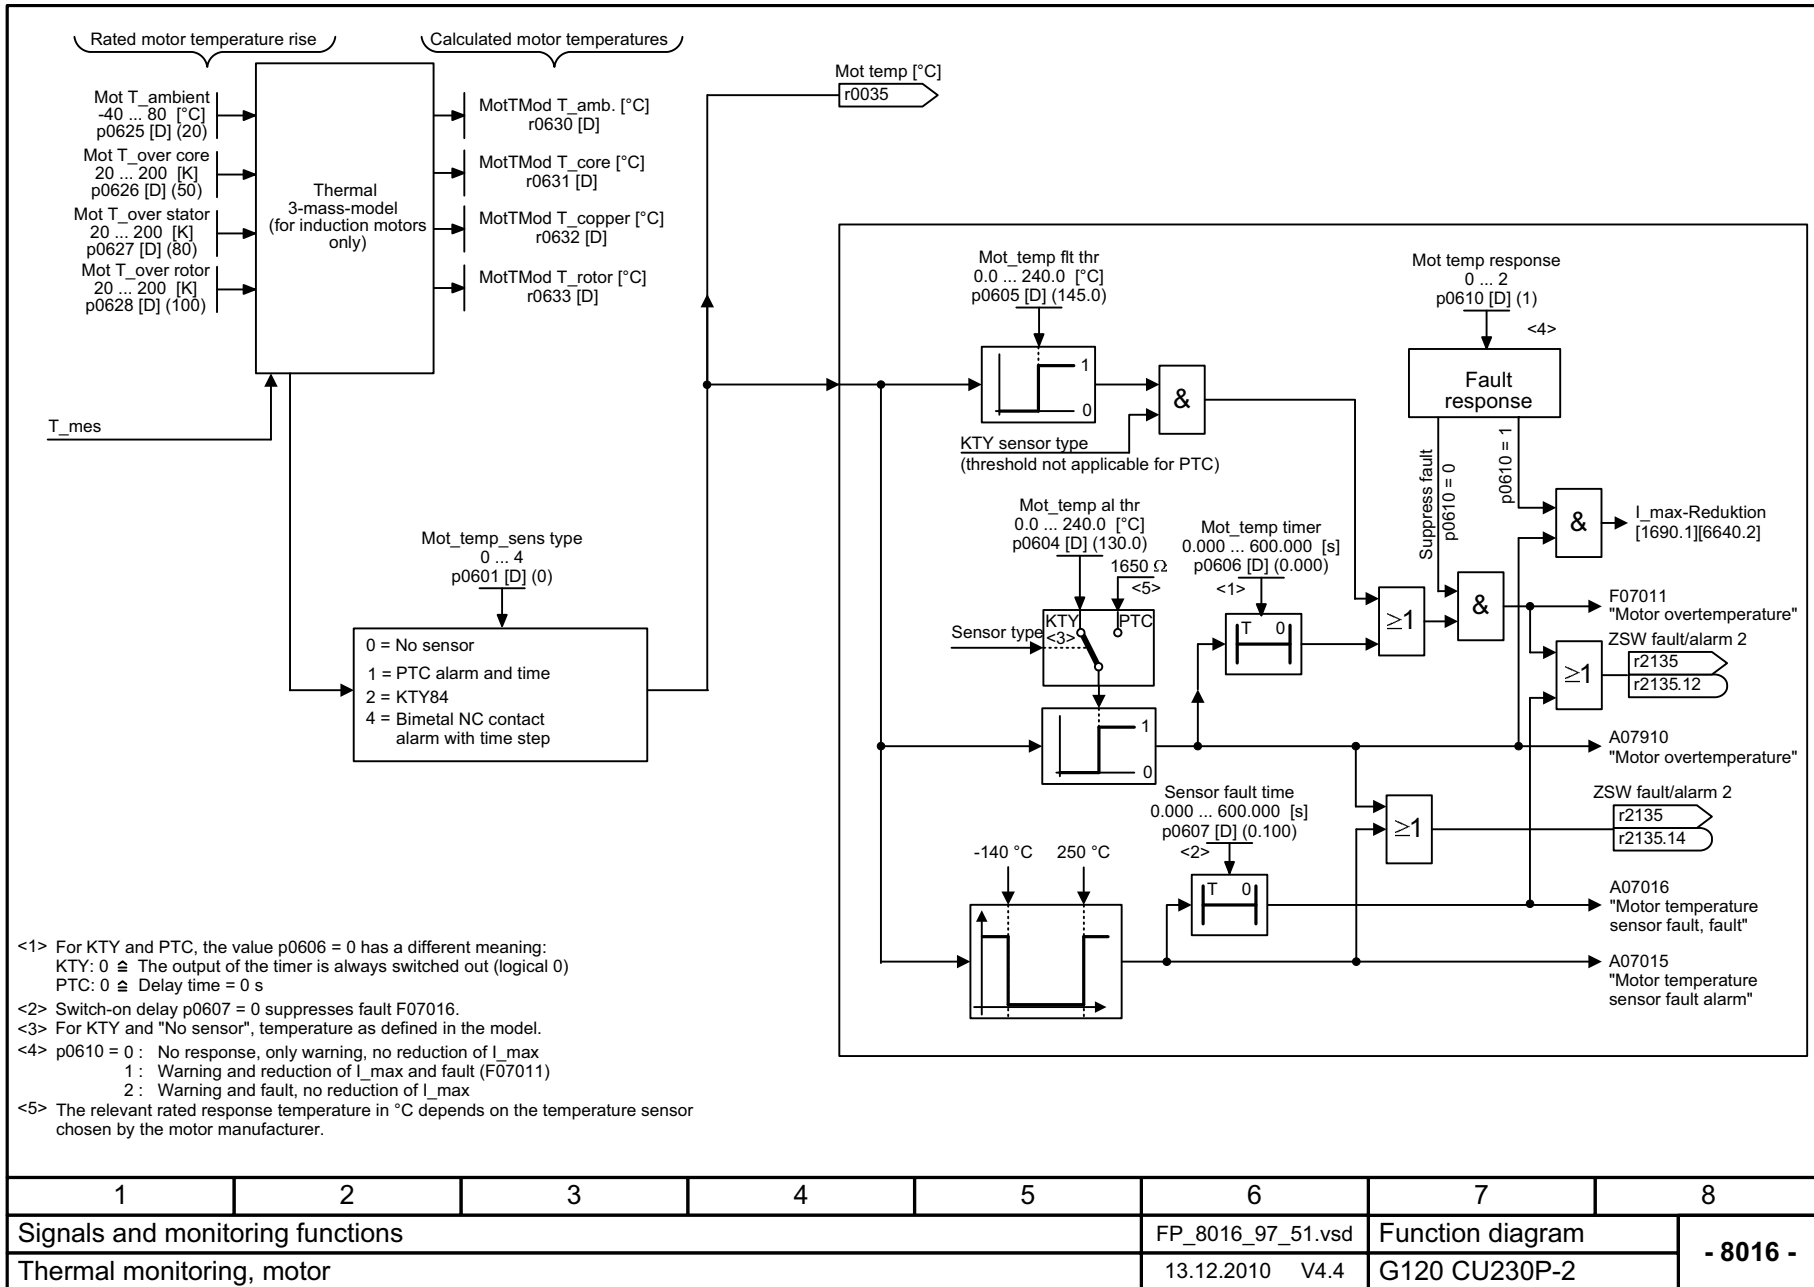 Rated motor temperature rise
Calculated motor temperatures
Mot T_ambient
-40 ... 80 [°C]
p0625 [D] (20)
Mot T_over core
20 ... 200 [K]
p0626 [D] (50)
Mot T_over stator
20 ... 200 [K]
p0627 [D] (80)
Mot T_over rotor
20 ... 200 [K]
p0628 [D] (100)
Thermal
3-mass-model
(for induction motors
only)
MotTMod T_amb. [°C]
r0630 [D]
MotTMod T_core [°C]
r0631 [D]
MotTMod T_copper [°C]
r0632 [D]
MotTMod T_rotor [°C]
r0633 [D]
T_mes
Mot temp [°C]
r0035
Mot_temp_sens type
0 ... 4
p0601 [D] (0)
0 = No sensor
1 = PTC alarm and time
2 = KTY84
4 = Bimetal NC contact
alarm with time step
Mot_temp flt thr
0.0 ... 240.0 [°C]
p0605 [D] (145.0)
1
0
&
KTY sensor type
(threshold not applicable for PTC)
Mot temp response
0 ... 2
p0610 [D] (1)
<4>
Fault
response
Suppress fault
p0610 = 0
p0610 = 1
&
I_max-Reduktion
[1690.1][6640.2]
Mot_temp al thr
0.0 ... 240.0 [°C]
p0604 [D] (130.0)
1650 Ω
<5>
KTY
PTC
<3>
Sensor type
Mot_temp timer
0.000 ... 600.000 [s]
p0606 [D] (0.000)
<1>
T 0
≥1
&
F07011
"Motor overtemperature"
ZSW fault/alarm 2
r2135
r2135.12
≥1
1
0
A07910
"Motor overtemperature"
Sensor fault time
0.000 ... 600.000 [s]
p0607 [D] (0.100)
<2>
T 0
≥1
ZSW fault/alarm 2
r2135
r2135.14
-140 °C 250 °C
A07016
"Motor temperature
sensor fault, fault"
A07015
"Motor temperature
sensor fault alarm"
<1> For KTY and PTC, the value p0606 = 0 has a different meaning:
KTY: 0 ≙ The output of the timer is always switched out (logical 0)
PTC: 0 ≙ Delay time = 0 s
<2> Switch-on delay p0607 = 0 suppresses fault F07016.
<3> For KTY and "No sensor", temperature as defined in the model.
<4> p0610 = 0 : No response, only warning, no reduction of I_max
1 : Warning and reduction of I_max and fault (F07011)
2 : Warning and fault, no reduction of I_max
<5> The relevant rated response temperature in °C depends on the temperature sensor
chosen by the motor manufacturer.
1 2 3 4 5 6 7 8
Signals and monitoring functions
FP_8016_97_51.vsd
Function diagram
- 8016 -
Thermal monitoring, motor
13.12.2010 V4.4
G120 CU230P-2